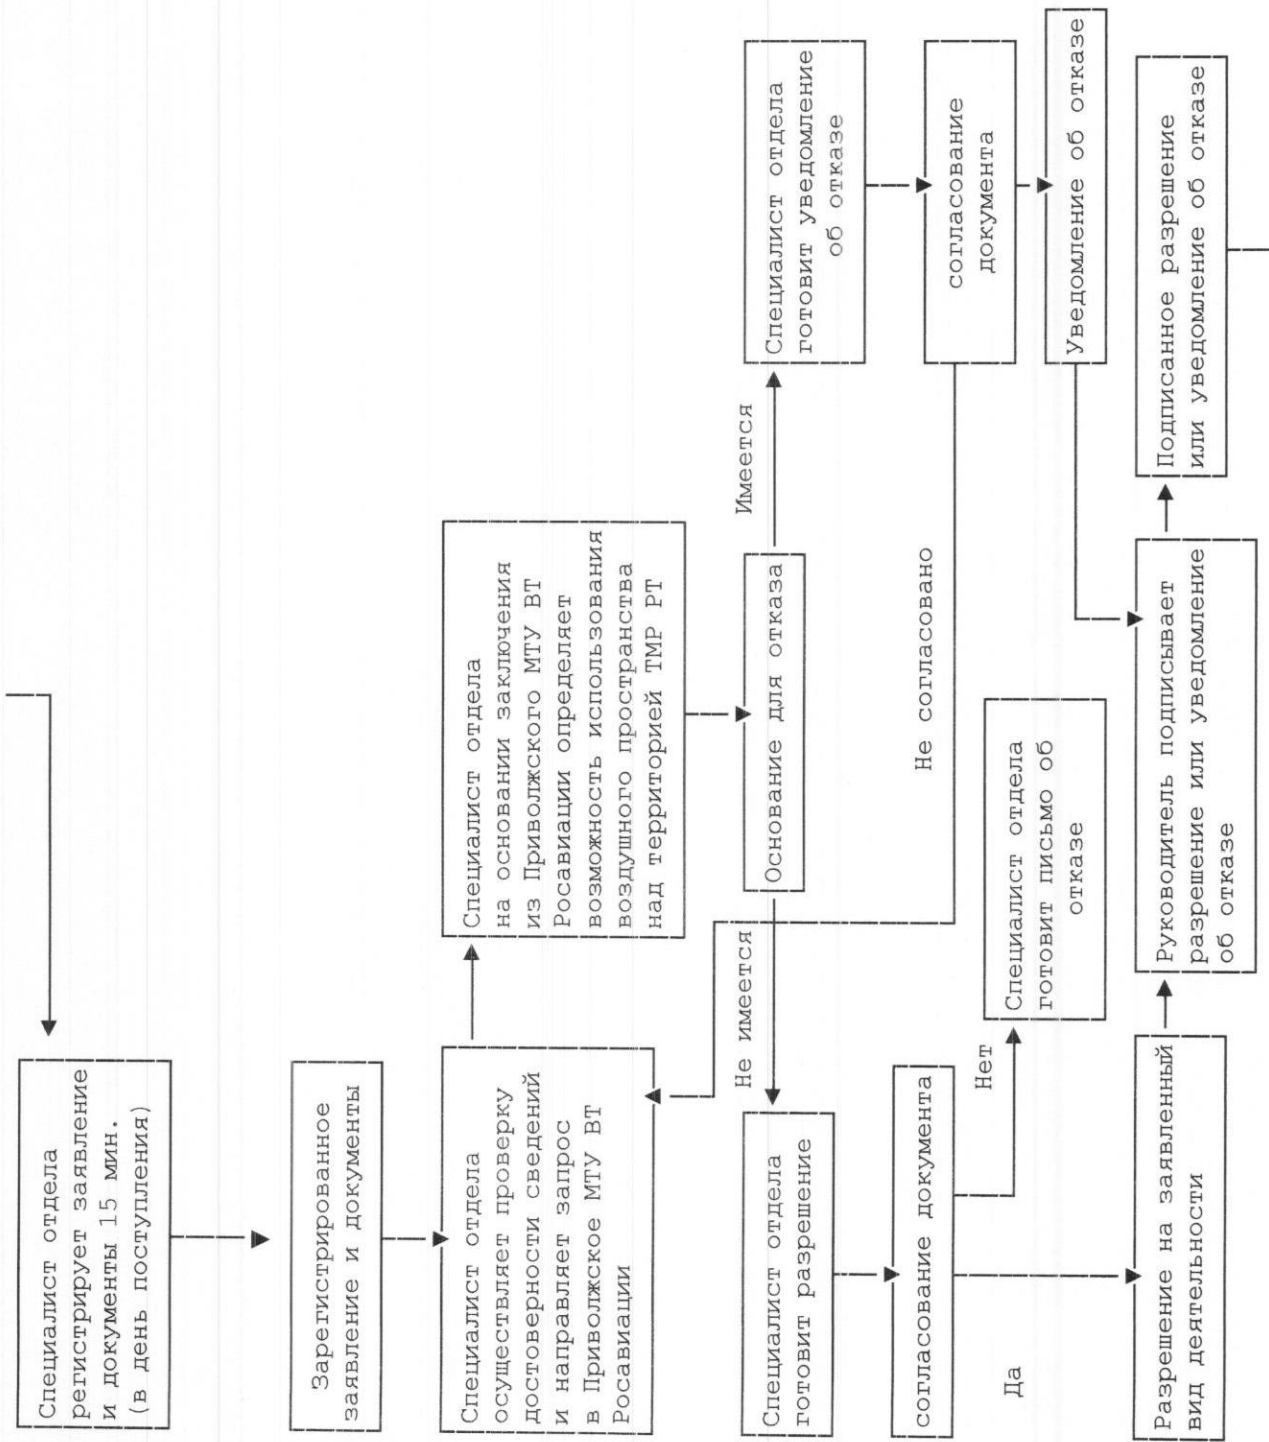 Специалист отдела
регистрирует заявление
и документы 15 мин.
(в день поступления)
Зарегистрированное
заявление и документы
Специалист отдела
осуществляет проверку
достоверности сведений
и направляет запрос
в Приволжское МТУ ВТ
Росавиации
Специалист отдела
на основании заключения
из Приволжского МТУ ВТ
Росавиации определяет
возможность использования
воздушного пространства
над территорией ТМР РТ
Основание для отказа
Не имеется
Имеется
Специалист отдела
готовит уведомление
об отказе
Специалист отдела
готовит разрешение
согласование
документа
Не согласовано
согласование документа
Да
Нет
Специалист отдела
готовит письмо об
отказе
Уведомление об отказе
Разрешение на заявленный
вид деятельности
Руководитель подписывает
разрешение или уведомление
об отказе
Подписанное разрешение
или уведомление об отказе